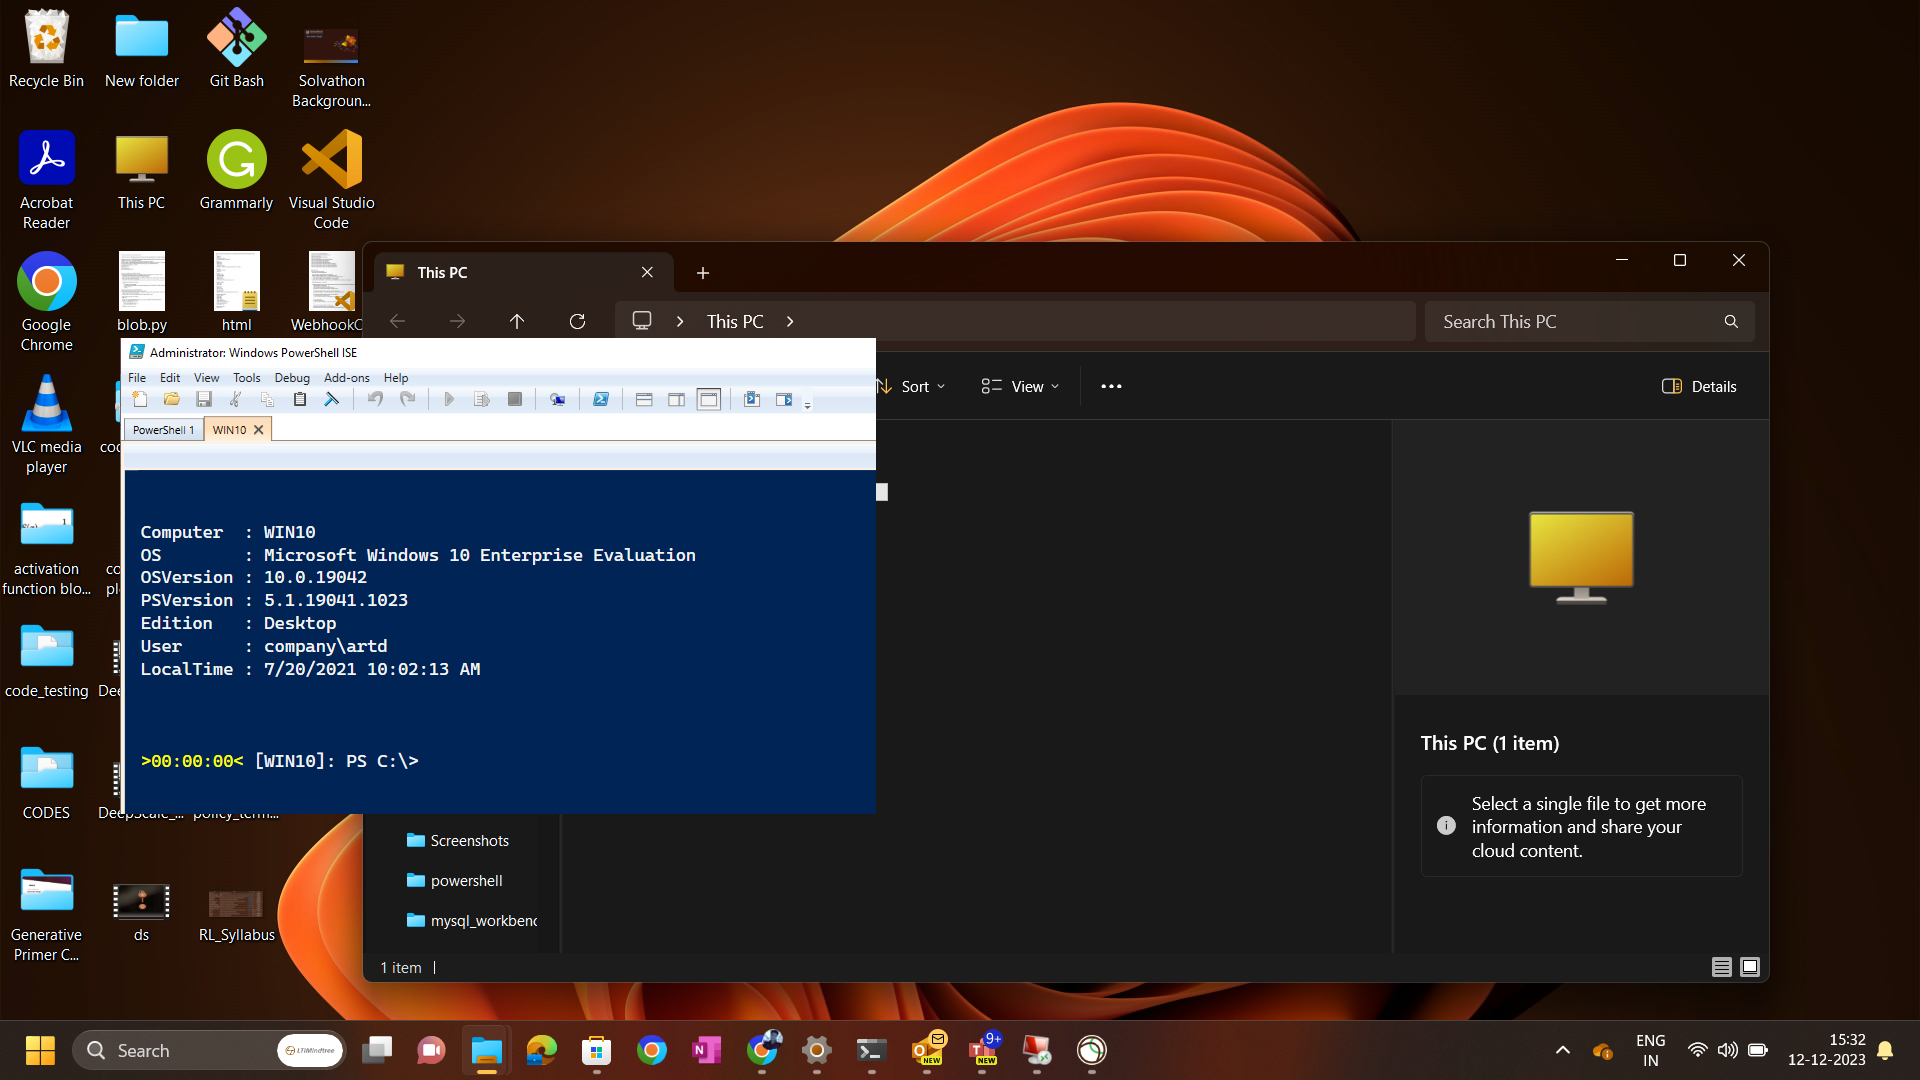 Recycle Bin
New folder
Git Bash
Solvathon
Backgroun...
Acrobat
Reader
This PC
Grammarly
Visual Studio
Code
Google
Chrome
blob.py
html
WebhookC
VLC media
player
coc
activation
function blo...
co
pl
code_testing
Dee
CODES
DeepScale_...
policy_term...
Generative
Primer C...
ds
RL_Syllabus
This PC
This PC
Search This PC
Sort
View
Details
Administrator: Windows PowerShell ISE
File Edit View Tools Debug Add-ons Help
PowerShell 1
WIN10
Computer : WIN10
OS : Microsoft Windows 10 Enterprise Evaluation
OSVersion : 10.0.19042
PSVersion : 5.1.19041.1023
Edition : Desktop
User : company\artd
LocalTime : 7/20/2021 10:02:13 AM
>00:00:00< [WIN10]: PS C:\>
Screenshots
powershell
mysql_workbenc
This PC (1 item)
Select a single file to get more
information and share your
cloud content.
1 item
Search
LTIMindtree
NEW
9+
NEW
ENG
IN
15:32
12-12-2023